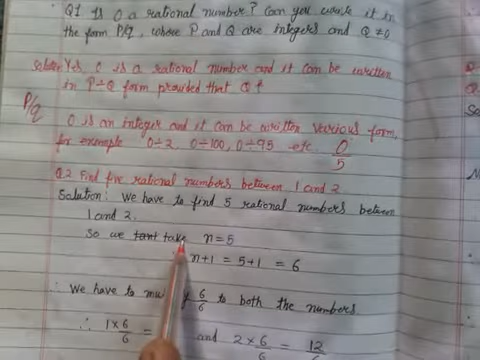 Q1 Is 0 a rational number? Can you write it in
the form P/q, where P and Q are integers and Q ≠ 0
Solution Yes 0 is a rational number and it can be written
in P÷Q form provided that Q ≠
P/q
0 is an integer and it can be written various form,
for example 0÷2, 0÷100, 0÷95 etc. 0/5
Q.2 Find five rational numbers between 1 and 2
Solution: We have to find 5 rational numbers between
1 and 2.
So we take n=5
n+1 = 5+1 = 6
∴ We have to 6/6 to both the numbers
∴ 1×6/6 = and 2×6/6 = 12